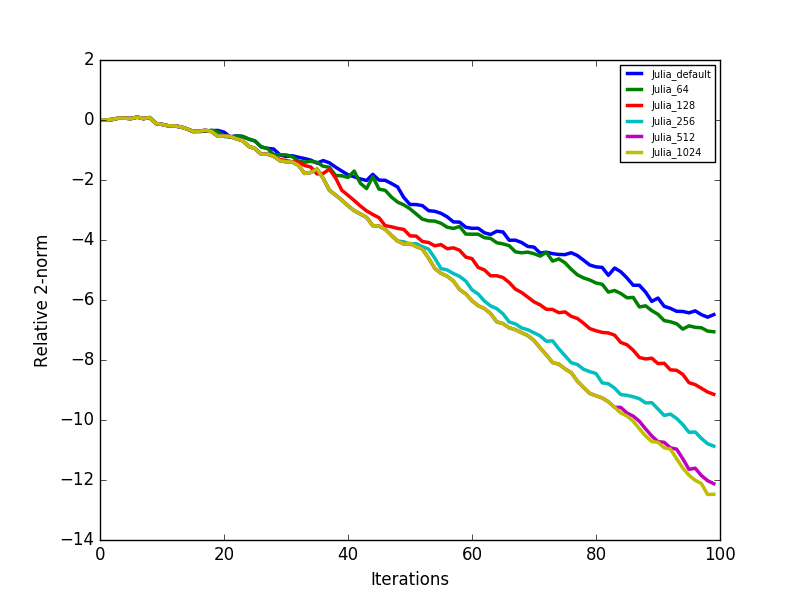 2
0
−2
−4
−6
−8
−10
−12
−14
0 20 40 60 80 100
Relative 2-norm
Iterations
Julia_default
Julia_64
Julia_128
Julia_256
Julia_512
Julia_1024